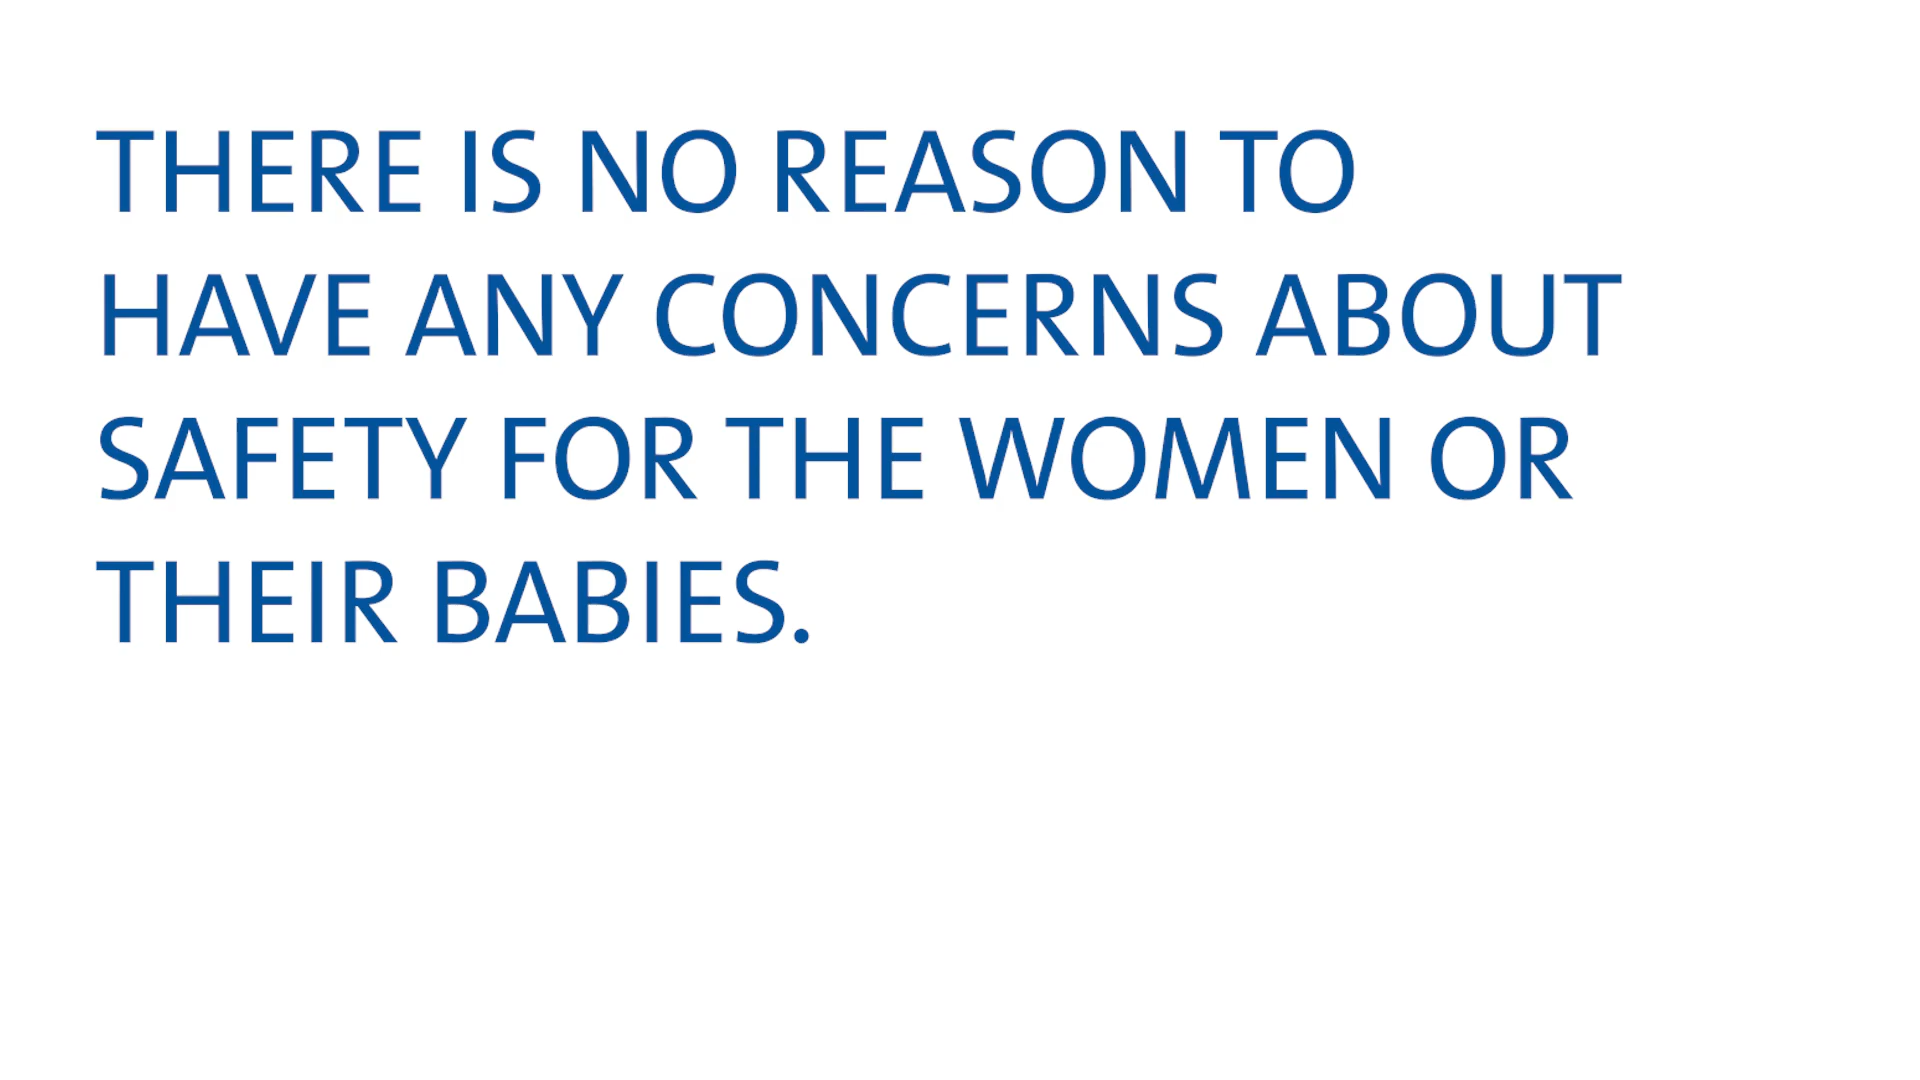 THERE IS NO REASON TO
HAVE ANY CONCERNS ABOUT
SAFETY FOR THE WOMEN OR
THEIR BABIES.